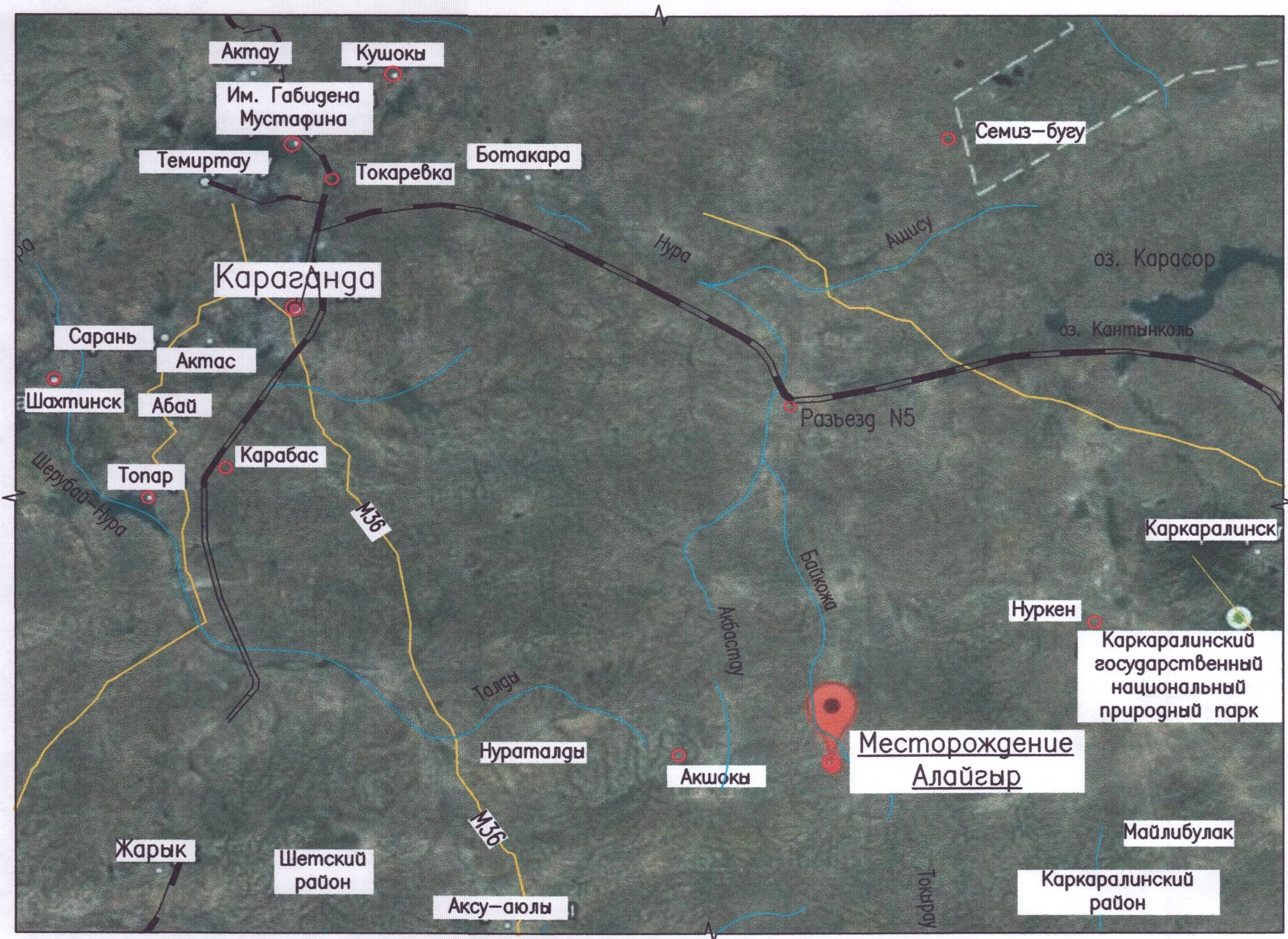 Актау
Кушокы
Им. Габидена
Мустафина
Темиртау
Токаревка
Ботакара
Семиз-бугу
ра
Нура
Ащису
оз. Карасор
Караганда
оз. Кантынколь
Сарань
Актас
Шахтинск
Абай
Разьезд N5
Карабас
Топар
Шерубай-Нура
М36
Каркаралинск
Байкожа
Акбастау
Нуркен
Каркаралинский
государственный
национальный
природный парк
Талды
Нураталды
Акшокы
Месторождение
Алайгыр
М36
Майлибулак
Жарык
Шетский
район
Каркаралинский
район
Аксу-аюлы
Токырау